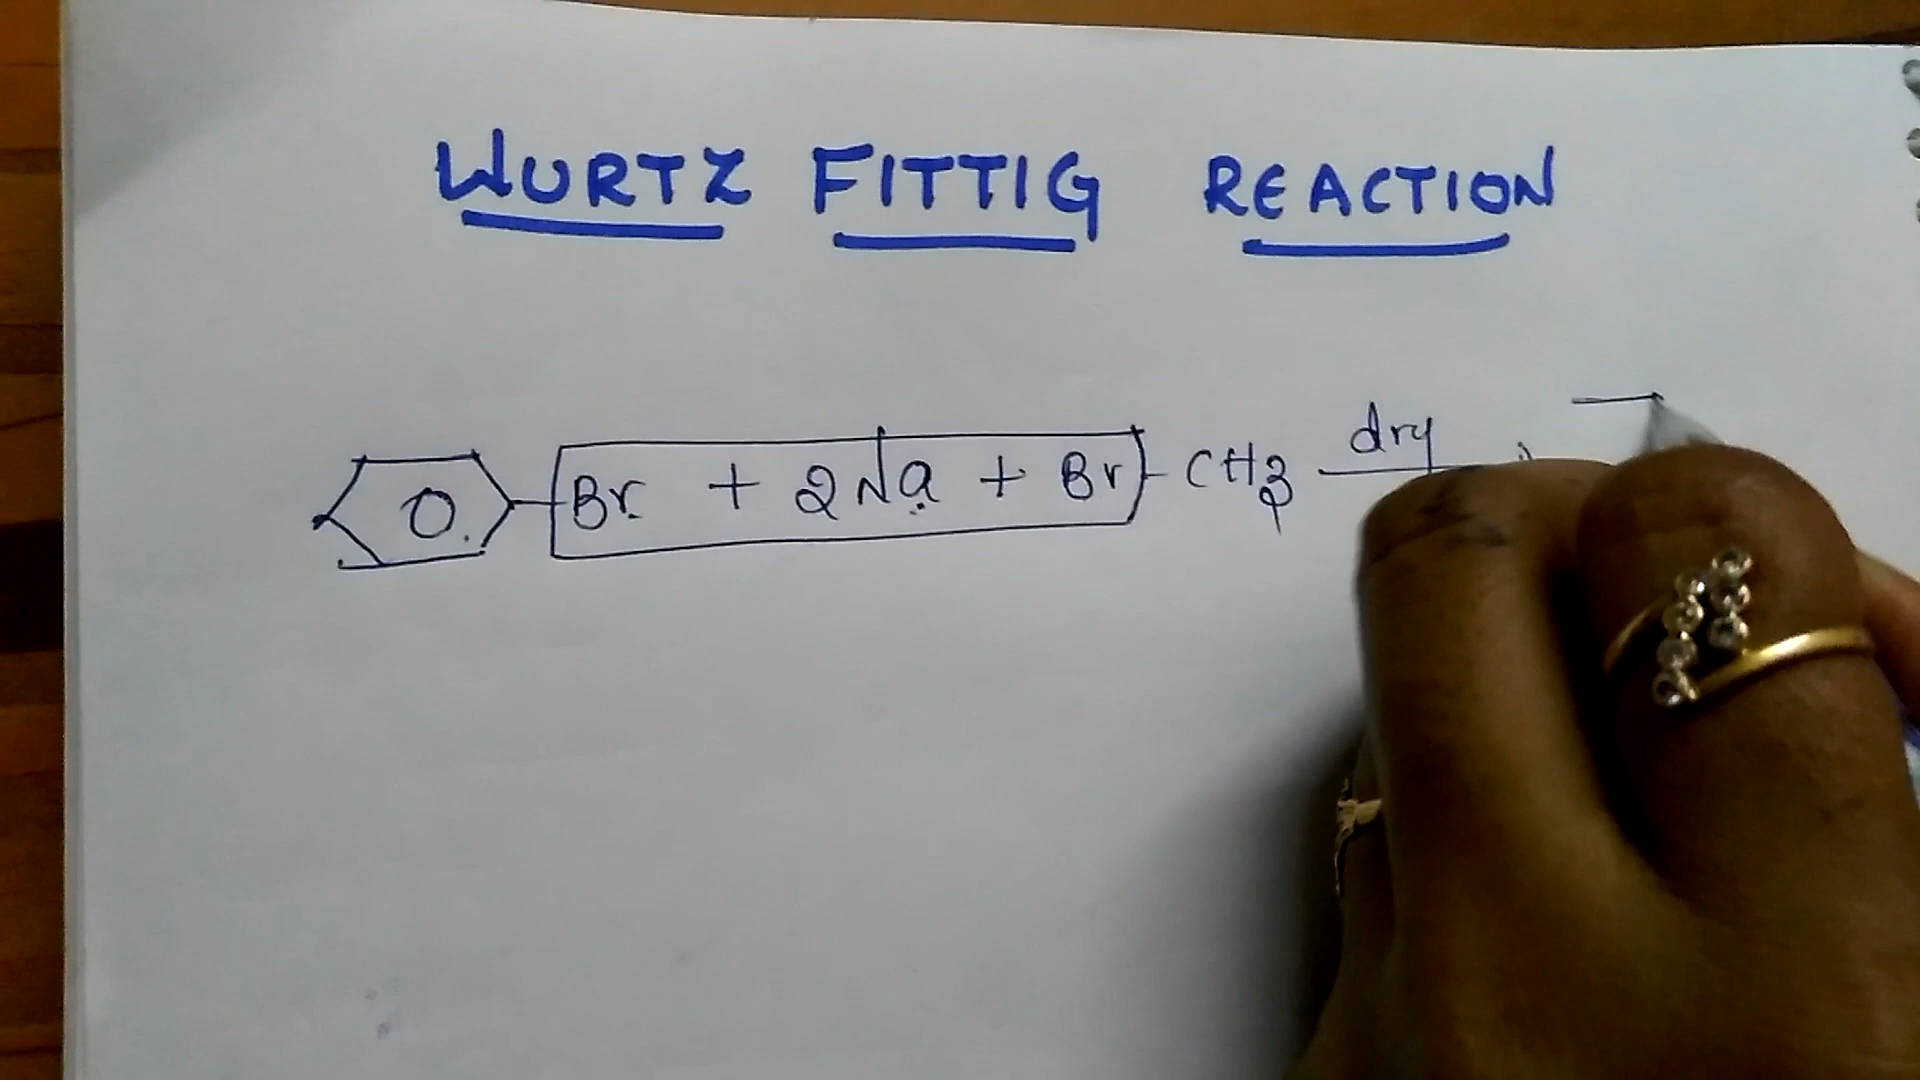 WURTZ FITTIG REACTION
Br + 2Na + Br - CH3 dry